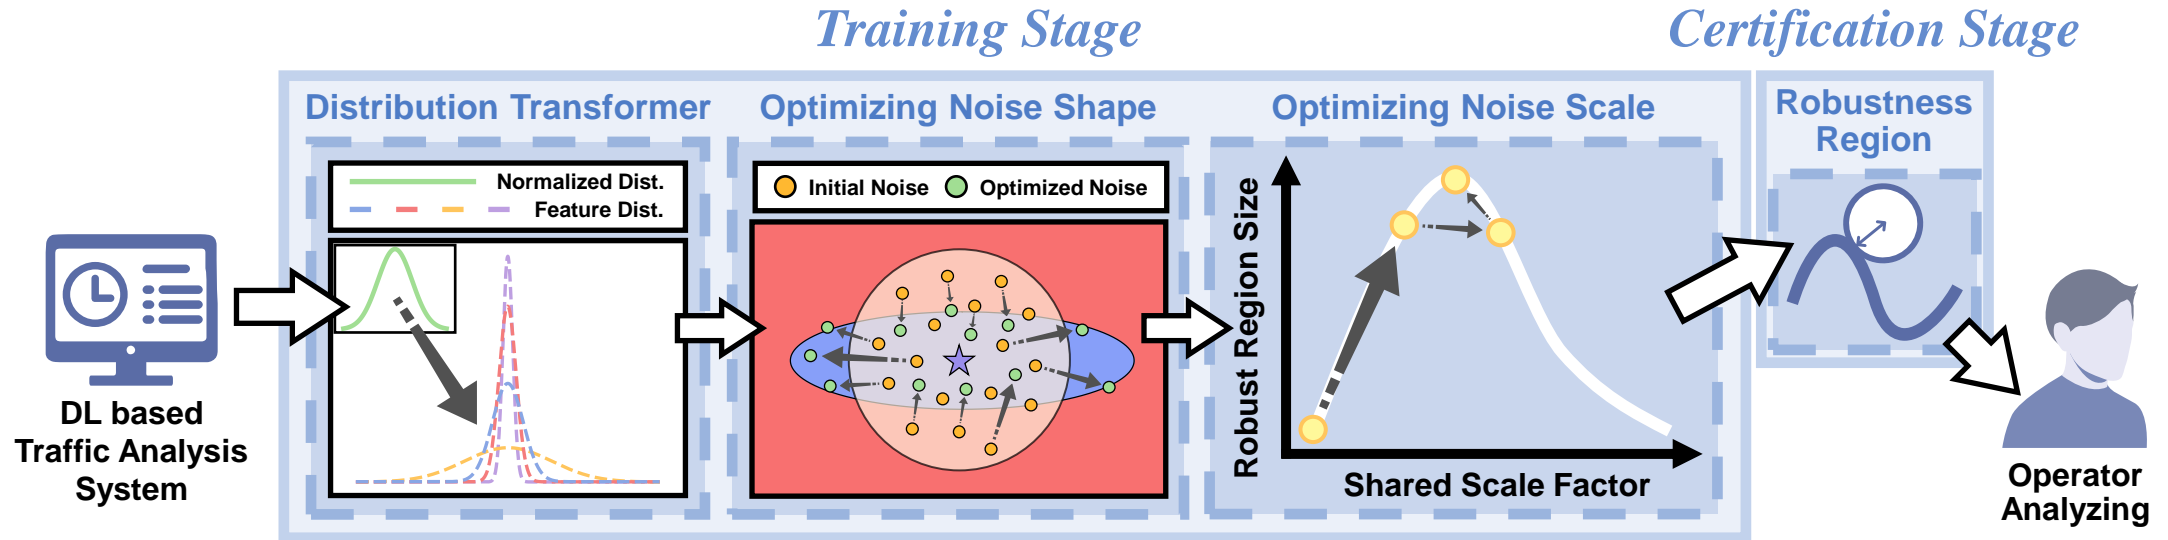 Training Stage
Certification Stage
Distribution Transformer
Optimizing Noise Shape
Optimizing Noise Scale
Robustness
Region
Normalized Dist.
Feature Dist.
Initial Noise
Optimized Noise
Robust Region Size
Shared Scale Factor
DL based
Traffic Analysis
System
Operator
Analyzing